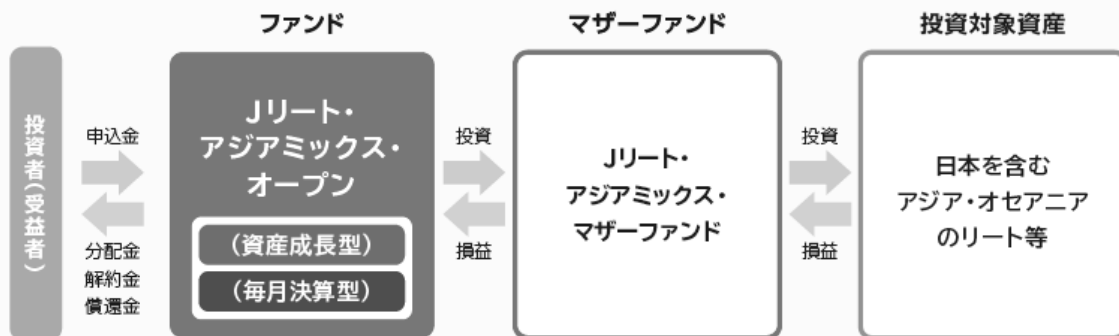 ファンド
マザーファンド
投資対象資産
投資者(受益者)
申込金
分配金
解約金
償還金
Jリート・
アジアミックス・
オープン
(資産成長型)
(毎月決算型)
投資
損益
Jリート・
アジアミックス・
マザーファンド
投資
損益
日本を含む
アジア・オセアニア
のリート等